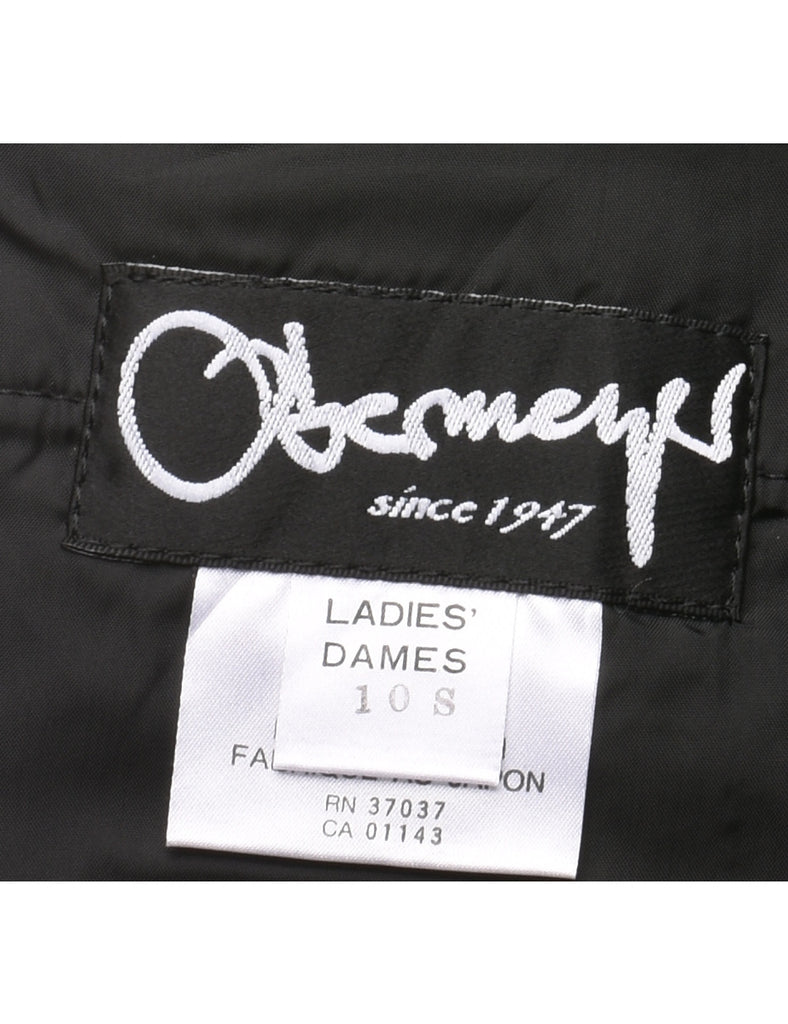 Obermeyer
since 1947
LADIES'
DAMES
10 S
RN 37037
CA 01143